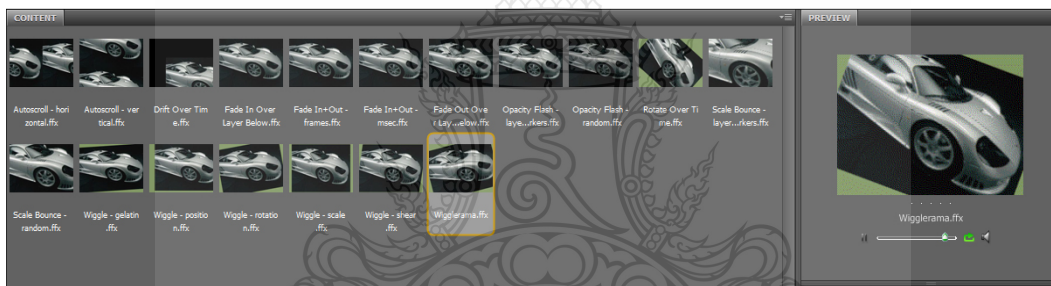 CONTENT
PREVIEW
Autoscroll - hori
zontal.ffx
Autoscroll - ver
tical.ffx
Drift Over Tim
e.ffx
Fade In Over
Layer Below.ffx
Fade In+Out -
frames.ffx
Fade In+Out -
msec.ffx
Fade Out Ove
r Lay...elow.ffx
Opacity Flash -
laye...rkers.ffx
Opacity Flash -
random.ffx
Rotate Over Ti
me.ffx
Scale Bounce -
layer...rkers.ffx
Scale Bounce -
random.ffx
Wiggle - gelatin
.ffx
Wiggle - positio
n.ffx
Wiggle - rotatio
n.ffx
Wiggle - scale
.ffx
Wiggle - shear
.ffx
Wigglerama.ffx
Wigglerama.ffx